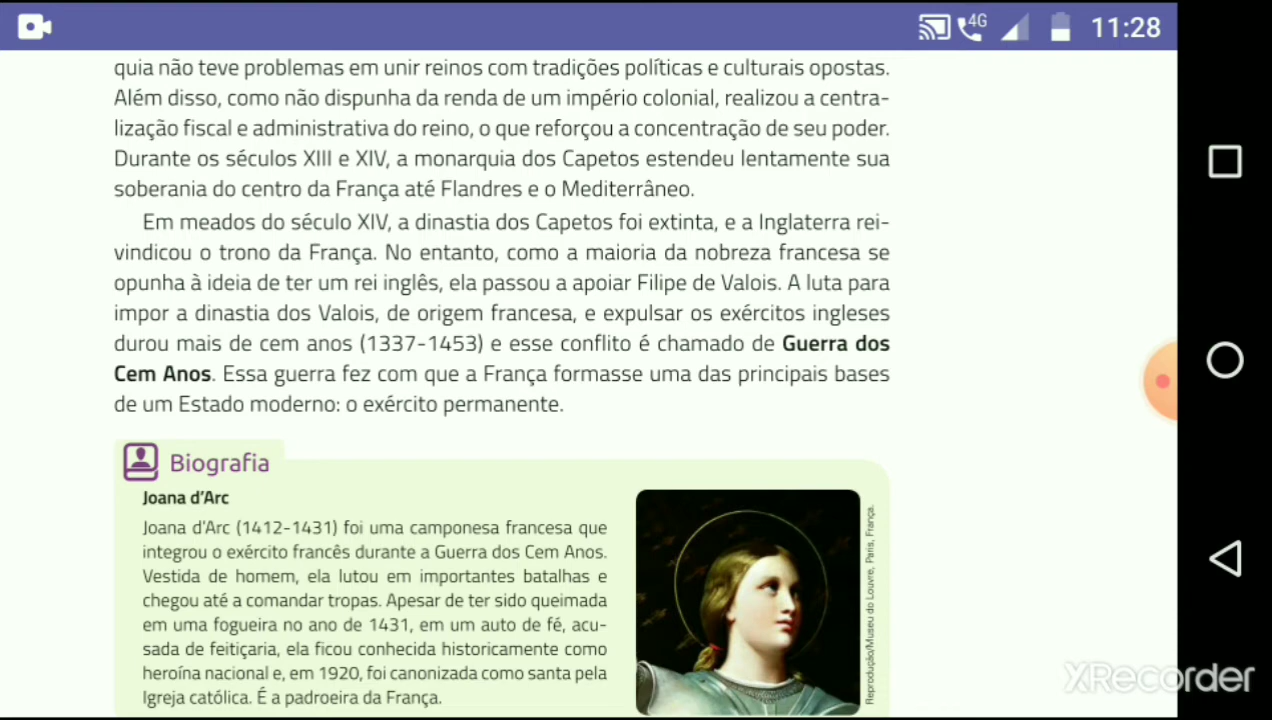 4G 11:28
quia não teve problemas em unir reinos com tradições políticas e culturais opostas.
Além disso, como não dispunha da renda de um império colonial, realizou a centra-
lização fiscal e administrativa do reino, o que reforçou a concentração de seu poder.
Durante os séculos XIII e XIV, a monarquia dos Capetos estendeu lentamente sua
soberania do centro da França até Flandres e o Mediterrâneo.
Em meados do século XIV, a dinastia dos Capetos foi extinta, e a Inglaterra rei-
vindicou o trono da França. No entanto, como a maioria da nobreza francesa se
opunha à ideia de ter um rei inglês, ela passou a apoiar Filipe de Valois. A luta para
impor a dinastia dos Valois, de origem francesa, e expulsar os exércitos ingleses
durou mais de cem anos (1337-1453) e esse conflito é chamado de Guerra dos
Cem Anos. Essa guerra fez com que a França formasse uma das principais bases
de um Estado moderno: o exército permanente.
Biografia
Joana d'Arc
Joana d'Arc (1412-1431) foi uma camponesa francesa que
integrou o exército francês durante a Guerra dos Cem Anos.
Vestida de homem, ela lutou em importantes batalhas e
chegou até a comandar tropas. Apesar de ter sido queimada
em uma fogueira no ano de 1431, em um auto de fé, acu-
sada de feitiçaria, ela ficou conhecida historicamente como
heroína nacional e, em 1920, foi canonizada como santa pela
Igreja católica. É a padroeira da França.
Reprodução/Museu do Louvre, Paris, França.
XRecorder